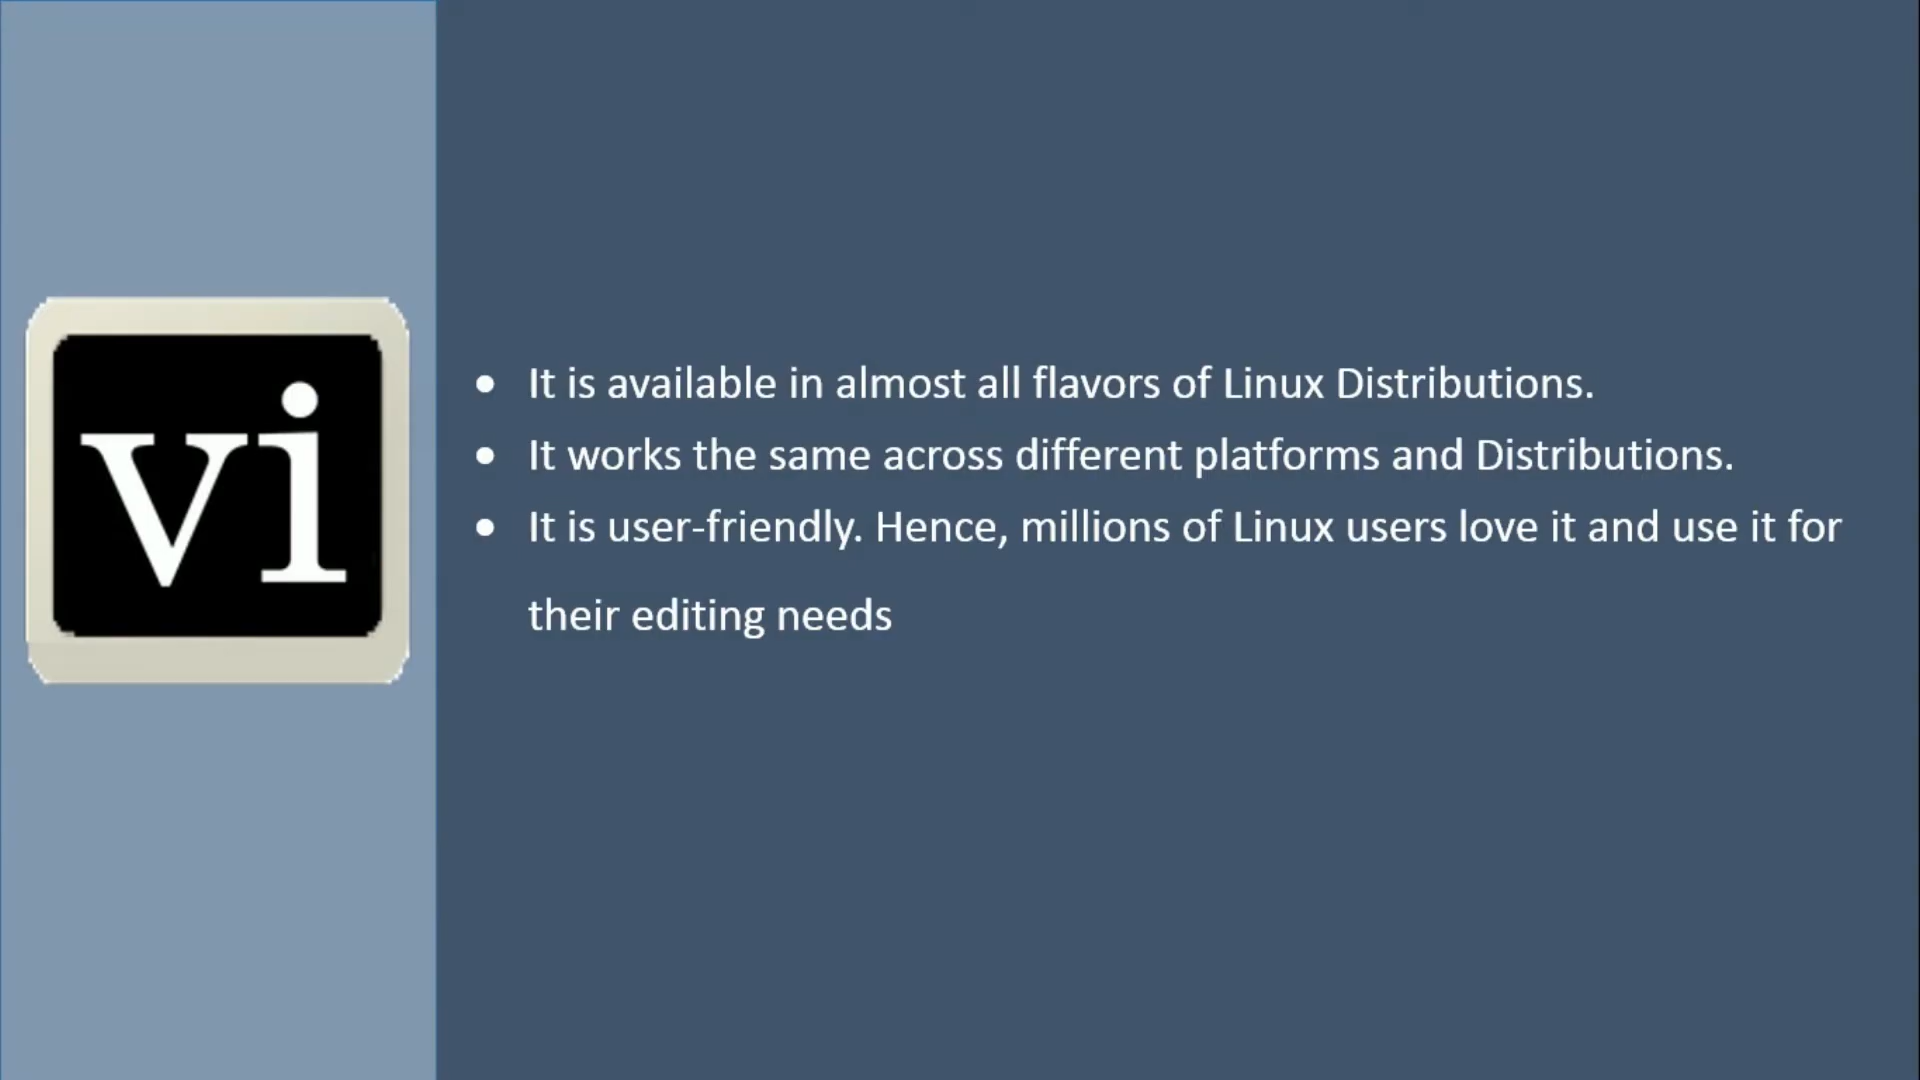 vi
• It is available in almost all flavors of Linux Distributions.
• It works the same across different platforms and Distributions.
• It is user-friendly. Hence, millions of Linux users love it and use it for
their editing needs